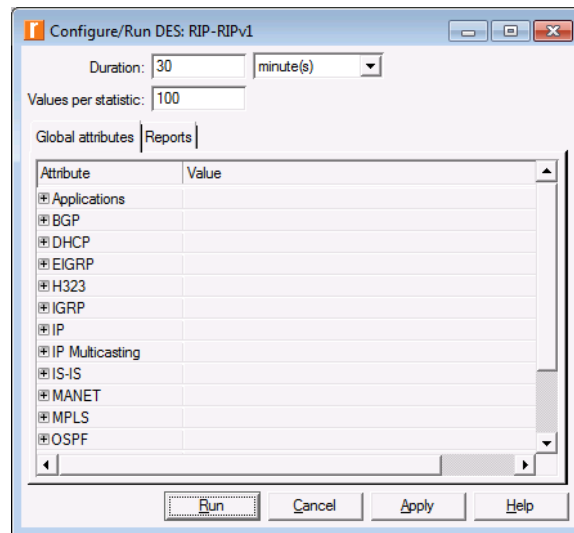 Configure/Run DES: RIP-RIPv1
Duration: 30 minute(s)
Values per statistic: 100
Global attributes Reports
Attribute Value
Applications
BGP
DHCP
EIGRP
H323
IGRP
IP
IP Multicasting
IS-IS
MANET
MPLS
OSPF
Run Cancel Apply Help